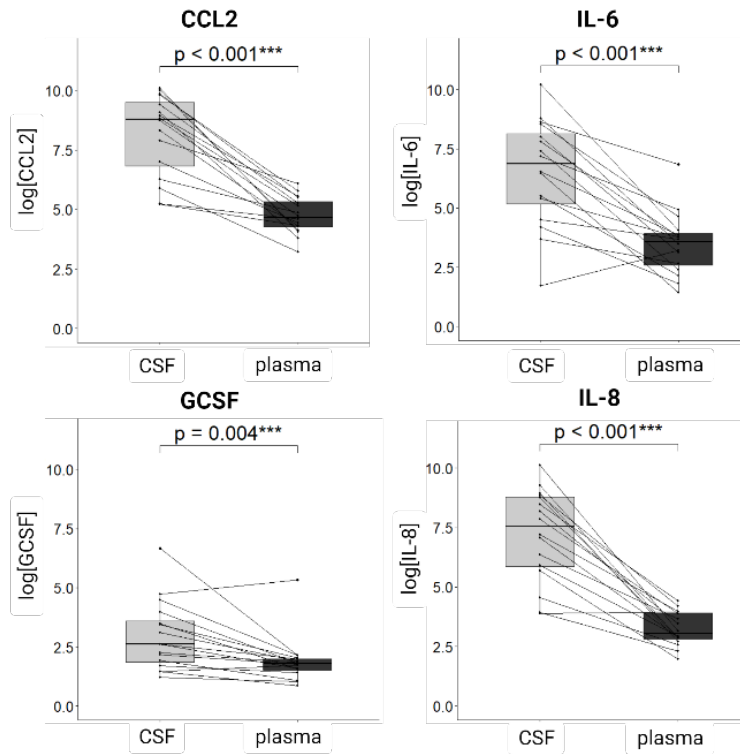 CCL2
p < 0.001***
log[CCL2]
10.0
7.5
5.0
2.5
0.0
CSF
plasma
IL-6
p < 0.001***
log[IL-6]
10.0
7.5
5.0
2.5
0.0
CSF
plasma
GCSF
p = 0.004***
log[GCSF]
10.0
7.5
5.0
2.5
0.0
CSF
plasma
IL-8
p < 0.001***
log[IL-8]
10.0
7.5
5.0
2.5
0.0
CSF
plasma